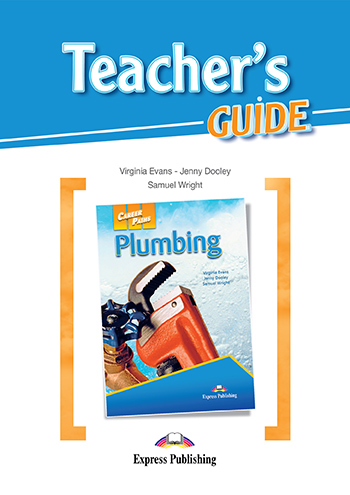 Teacher's
GUIDE
Virginia Evans - Jenny Dooley
Samuel Wright
CAREER
PATHS
Plumbing
Virginia Evans
Jenny Dooley
Samuel Wright
Express Publishing
Express Publishing